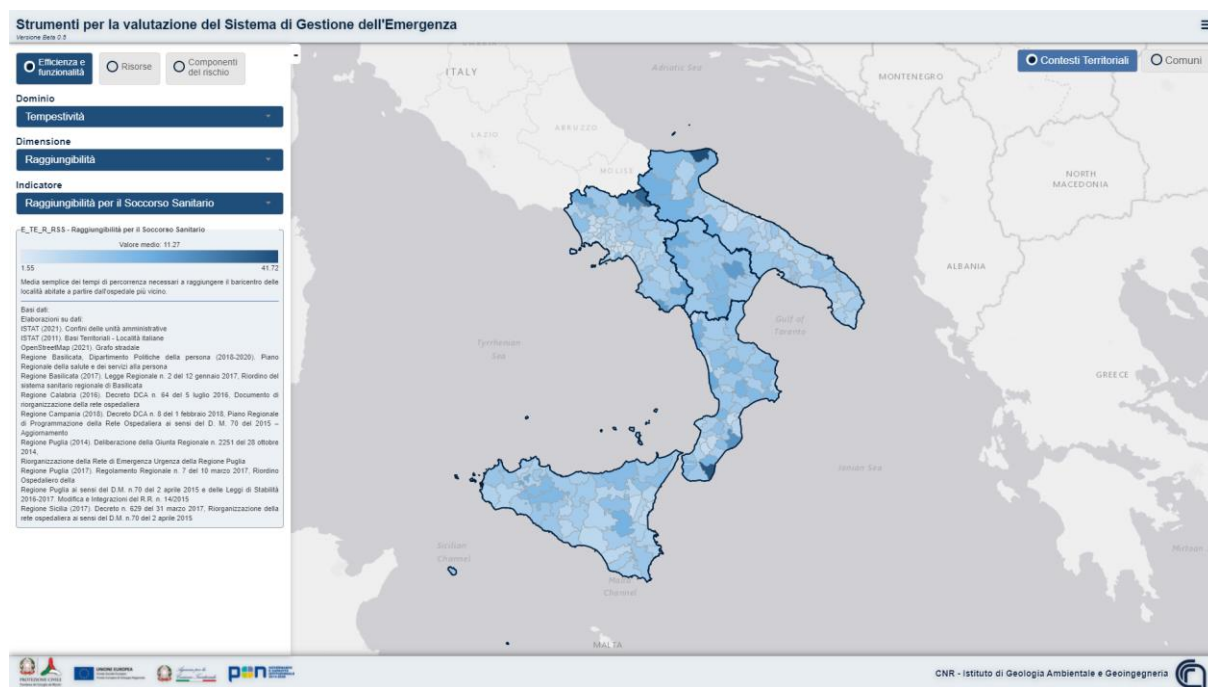 Strumenti per la valutazione del Sistema di Gestione dell'Emergenza
Versione Beta 0.5
Efficienza e
funzionalità
Risorse
Componenti
del rischio
Dominio
Tempestività
Dimensione
Raggiungibilità
Indicatore
Raggiungibilità per il Soccorso Sanitario
E_TE_R_RSS - Raggiungibilità per il Soccorso Sanitario
Valore medio: 11.27
1.55
41.72
Media semplice dei tempi di percorrenza necessari a raggiungere il baricentro delle
località abitate a partire dall'ospedale più vicino.
Basi dati:
Elaborazioni su dati:
ISTAT (2021). Confini delle unità amministrative
ISTAT (2011). Basi Territoriali - Località italiane
OpenStreetMap (2021). Grafo stradale
Regione Basilicata, Dipartimento Politiche della persona (2018-2020). Piano
Regionale della salute e dei servizi alla persona
Regione Basilicata (2017). Legge Regionale n. 2 del 12 gennaio 2017, Riordino del
sistema sanitario regionale di Basilicata
Regione Calabria (2016). Decreto DCA n. 64 del 5 luglio 2016, Documento di
riorganizzazione della rete ospedaliera
Regione Campania (2018). Decreto DCA n. 8 del 1 febbraio 2018, Piano Regionale
di Programmazione della Rete Ospedaliera ai sensi del D. M. 70 del 2015 –
Aggiornamento
Regione Puglia (2014). Deliberazione della Giunta Regionale n. 2251 del 28 ottobre
2014,
Riorganizzazione della Rete di Emergenza Urgenza della Regione Puglia
Regione Puglia (2017). Regolamento Regionale n. 7 del 10 marzo 2017, Riordino
Ospedaliero della
Regione Puglia ai sensi del D.M. n.70 del 2 aprile 2015 e delle Leggi di Stabilità
2016-2017. Modifica e Integrazioni del R.R. n. 14/2015
Regione Sicilia (2017). Decreto n. 629 del 31 marzo 2017, Riorganizzazione della
rete ospedaliera ai sensi del D.M. n.70 del 2 aprile 2015
Contesti Territoriali
Comuni
ITALY
Adriatic Sea
MONTENEGRO
LAZIO
ABRUZZO
MOLISE
NORTH
MACEDONIA
ALBANIA
Gulf of
Taranto
Tyrrhenian
Sea
GREECE
Ionian Sea
Sicilian
Channel
Malta
Channel
MALTA
PROTEZIONE CIVILE
UNIONE EUROPEA
pon
CNR - Istituto di Geologia Ambientale e Geoingegneria